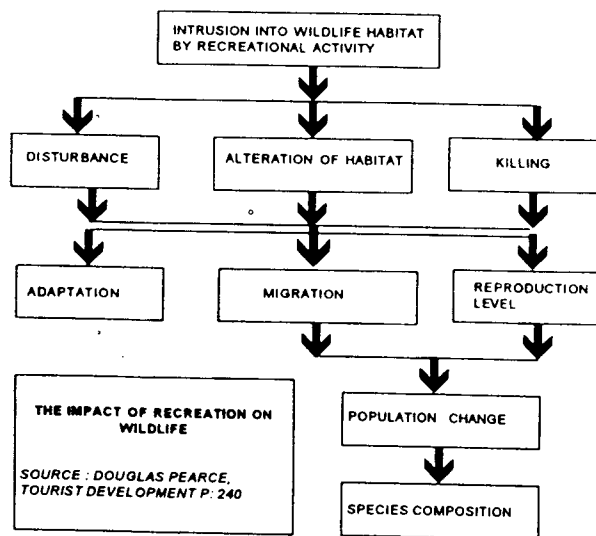 INTRUSION INTO WILDLIFE HABITAT
BY RECREATIONAL ACTIVITY
DISTURBANCE
ALTERATION OF HABITAT
KILLING
ADAPTATION
MIGRATION
REPRODUCTION
LEVEL
THE IMPACT OF RECREATION ON
WILDLIFE
SOURCE : DOUGLAS PEARCE,
TOURIST DEVELOPMENT P: 240
POPULATION CHANGE
SPECIES COMPOSITION